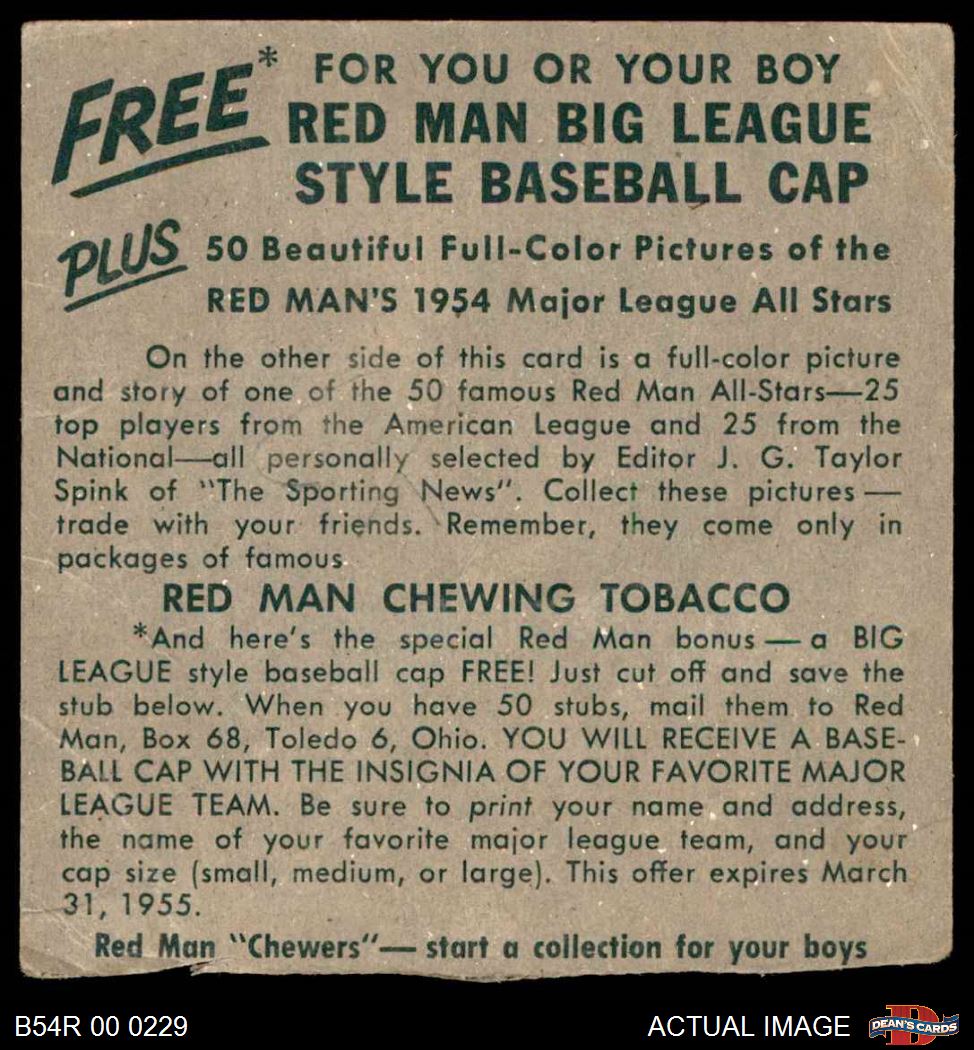 FREE* FOR YOU OR YOUR BOY
RED MAN BIG LEAGUE
STYLE BASEBALL CAP
PLUS 50 Beautiful Full-Color Pictures of the
RED MAN'S 1954 Major League All Stars
On the other side of this card is a full-color picture
and story of one of the 50 famous Red Man All-Stars—25
top players from the American League and 25 from the
National—all personally selected by Editor J. G. Taylor
Spink of "The Sporting News". Collect these pictures —
trade with your friends. Remember, they come only in
packages of famous
RED MAN CHEWING TOBACCO
*And here's the special Red Man bonus — a BIG
LEAGUE style baseball cap FREE! Just cut off and save the
stub below. When you have 50 stubs, mail them to Red
Man, Box 68, Toledo 6, Ohio. YOU WILL RECEIVE A BASE-
BALL CAP WITH THE INSIGNIA OF YOUR FAVORITE MAJOR
LEAGUE TEAM. Be sure to print your name and address,
the name of your favorite major league team, and your
cap size (small, medium, or large). This offer expires March
31, 1955.
Red Man "Chewers"— start a collection for your boys
B54R 00 0229
ACTUAL IMAGE
D
DEAN'S CARDS